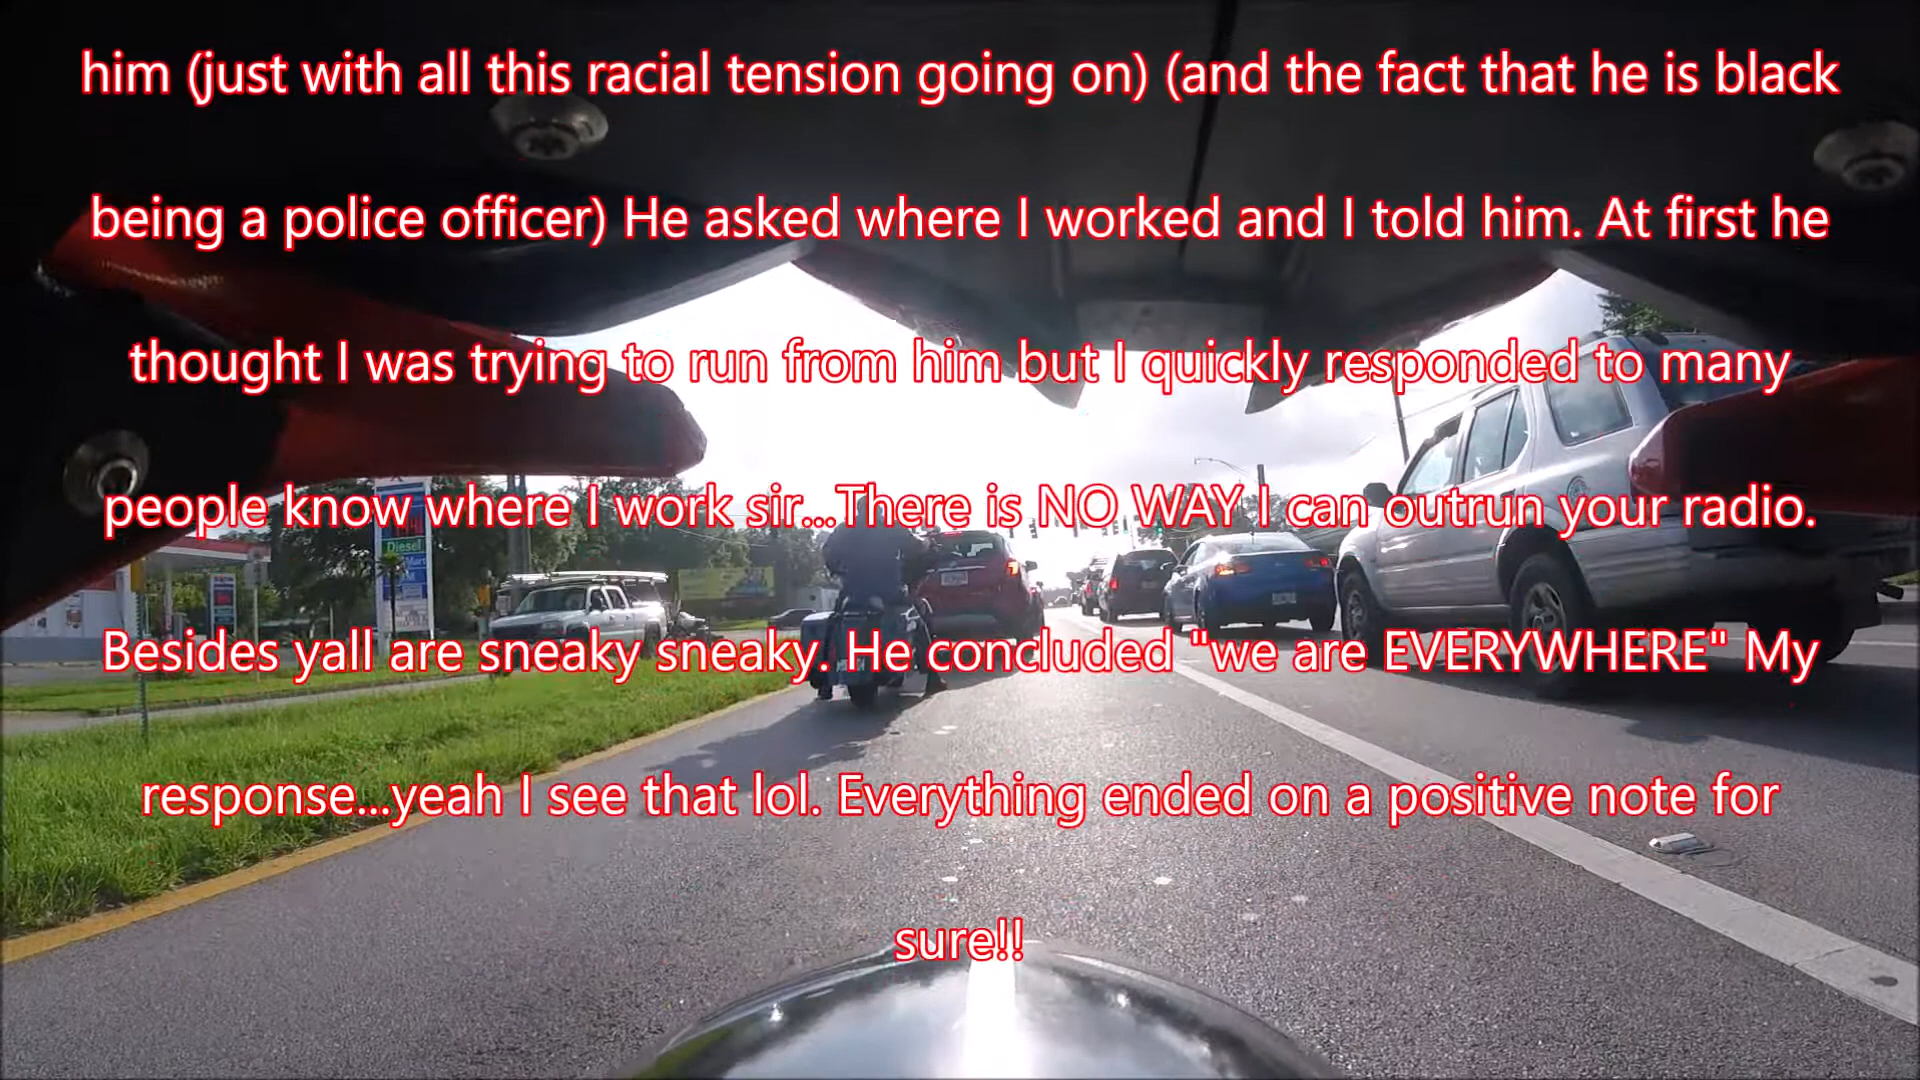 him (just with all this racial tension going on) (and the fact that he is black
being a police officer) He asked where I worked and I told him. At first he
thought I was trying to run from him but I quickly responded to many
people know where I work sir...There is NO WAY I can outrun your radio.
Besides yall are sneaky sneaky. He concluded "we are EVERYWHERE" My
response...yeah I see that lol. Everything ended on a positive note for
sure!!
Diesel